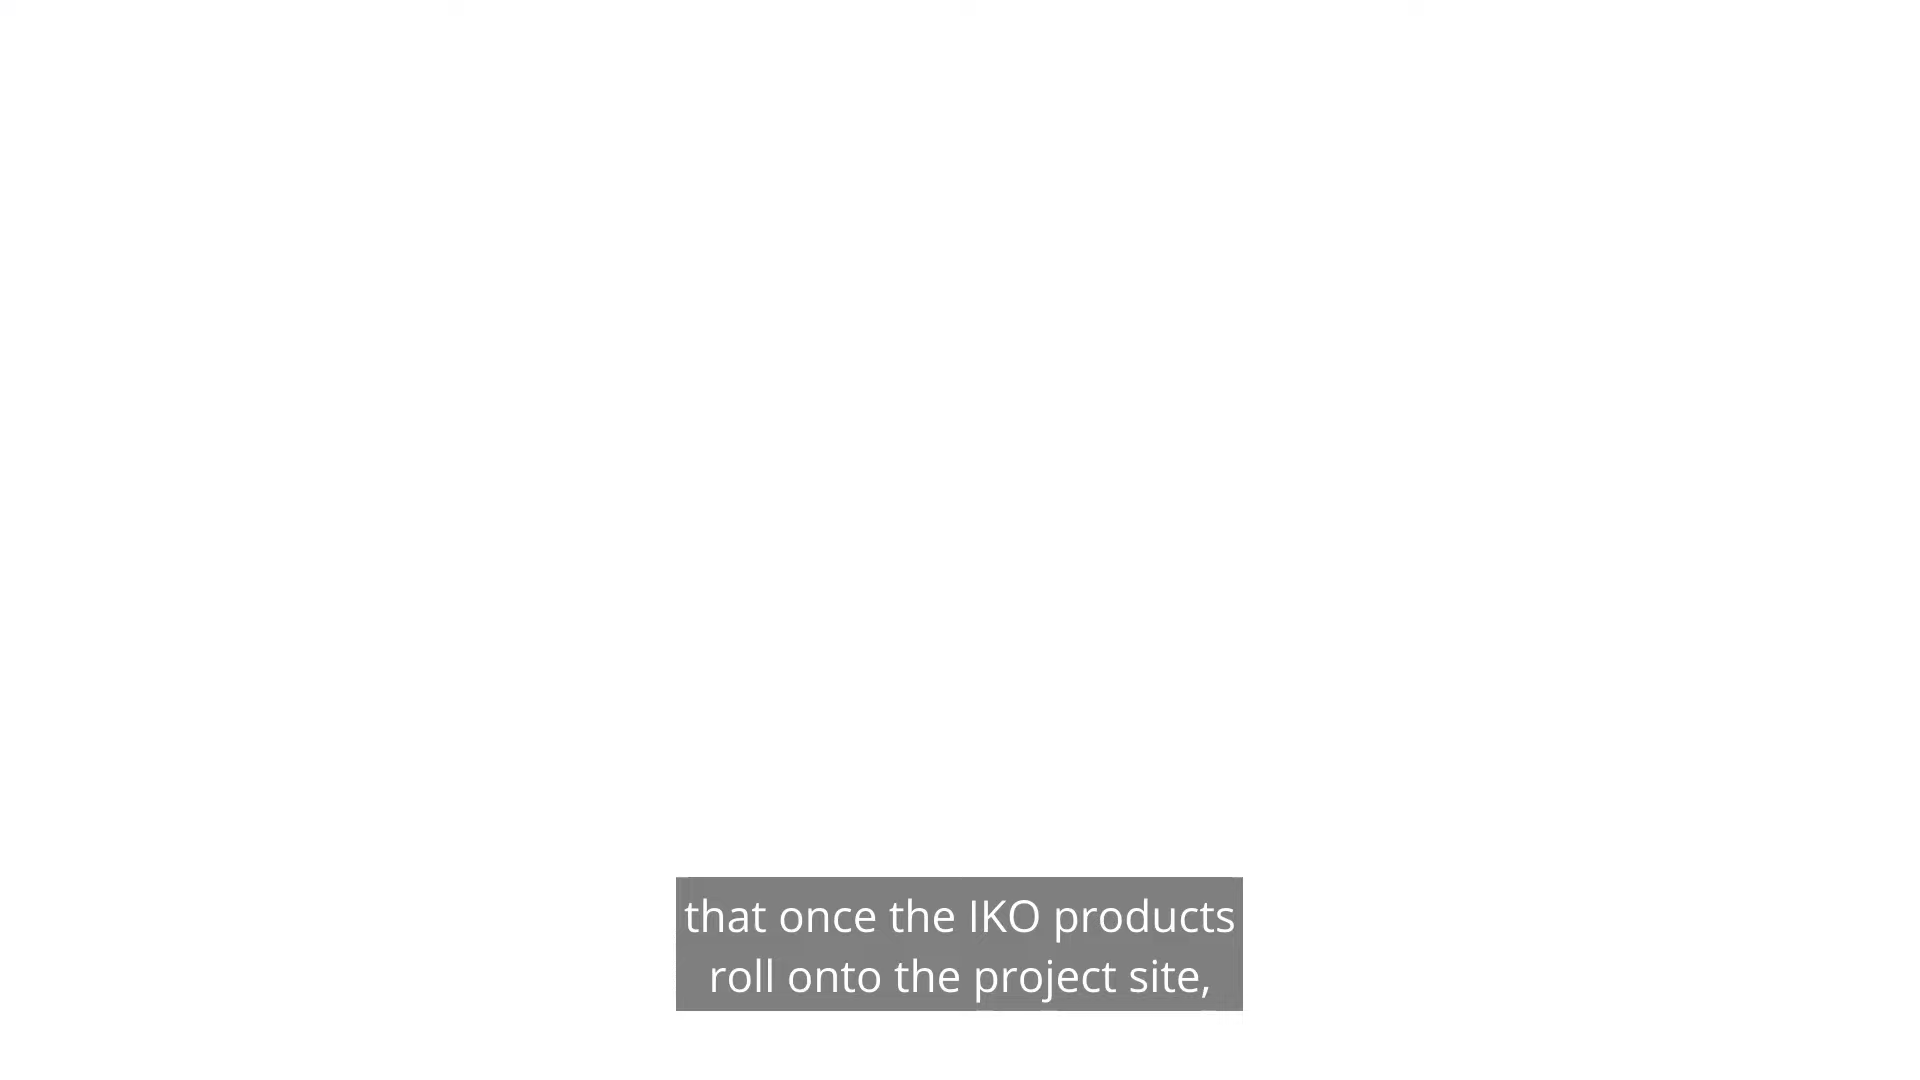 that once the IKO products
roll onto the project site,